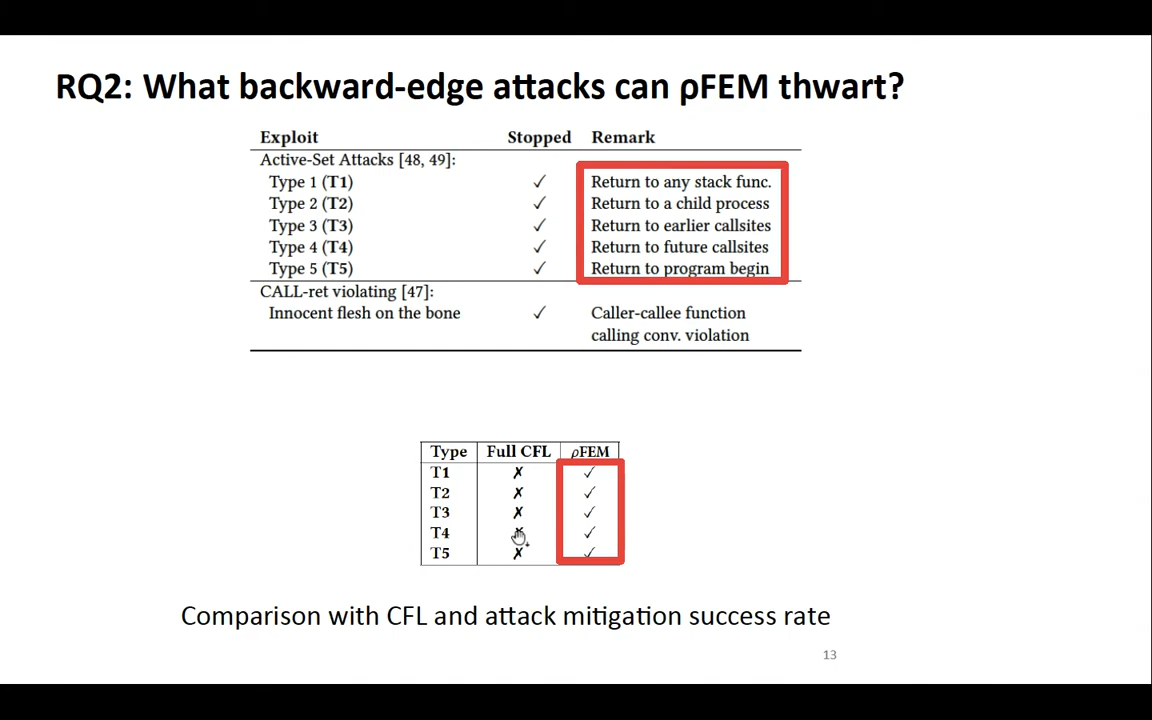 RQ2: What backward-edge attacks can ρFEM thwart?
Exploit Stopped Remark
Active-Set Attacks [48, 49]:
Type 1 (T1) ✓ Return to any stack func.
Type 2 (T2) ✓ Return to a child process
Type 3 (T3) ✓ Return to earlier callsites
Type 4 (T4) ✓ Return to future callsites
Type 5 (T5) ✓ Return to program begin
CALL-ret violating [47]:
Innocent flesh on the bone ✓ Caller-callee function
calling conv. violation
Type Full CFL ρFEM
T1 ✗ ✓
T2 ✗ ✓
T3 ✗ ✓
T4 ✓
T5 ✗ ✓
Comparison with CFL and attack mitigation success rate
13